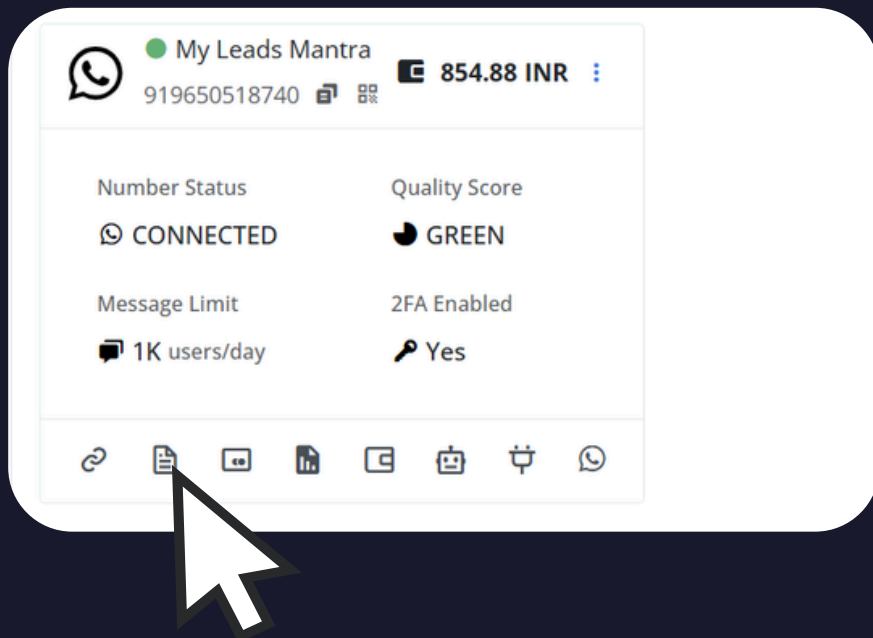 My Leads Mantra
919650518740
854.88 INR
Number Status
Quality Score
CONNECTED
GREEN
Message Limit
2FA Enabled
1K users/day
Yes